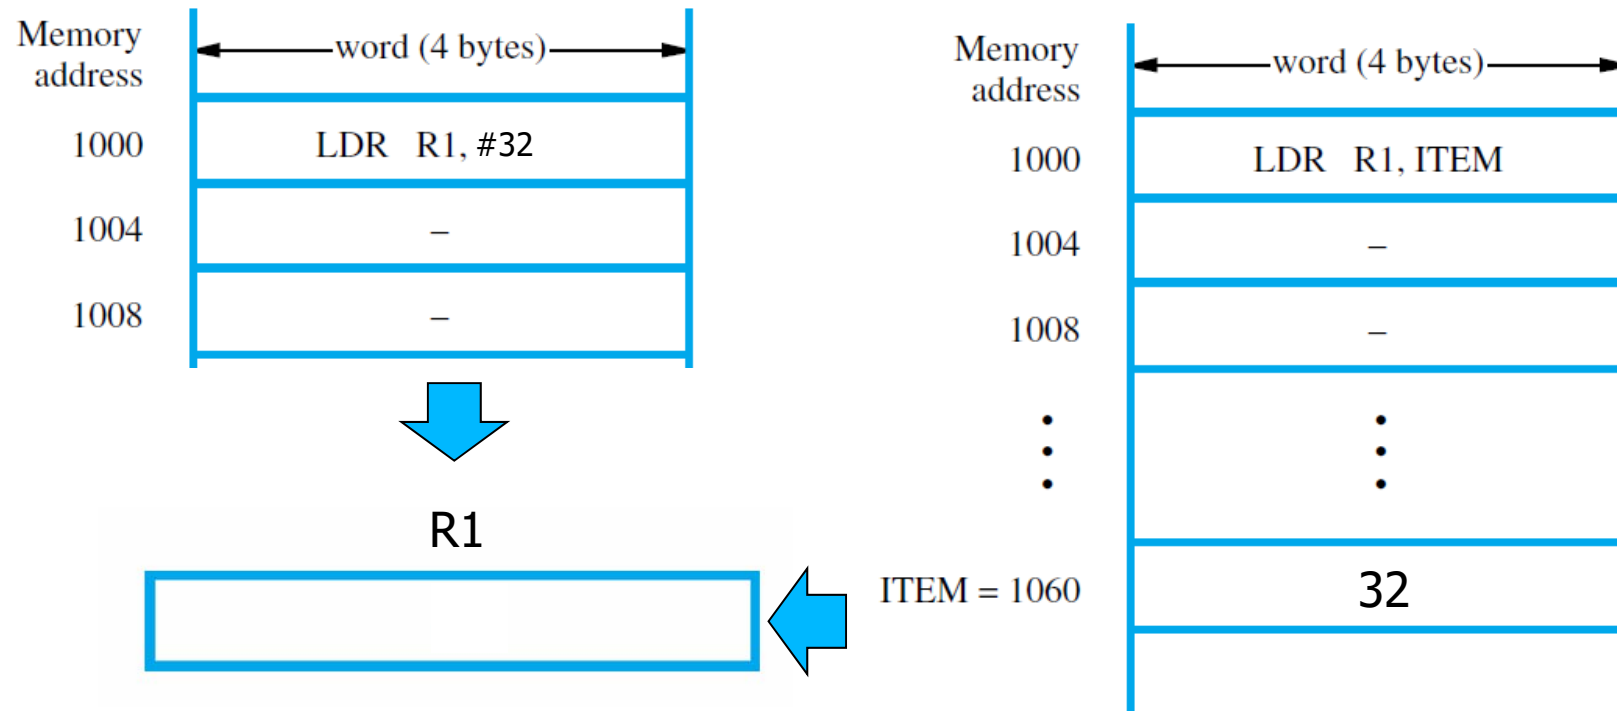 Memory
address
word (4 bytes)
1000
LDR R1, #32
1004
–
1008
–
R1
Memory
address
word (4 bytes)
1000
LDR R1, ITEM
1004
–
1008
–
ITEM = 1060
32